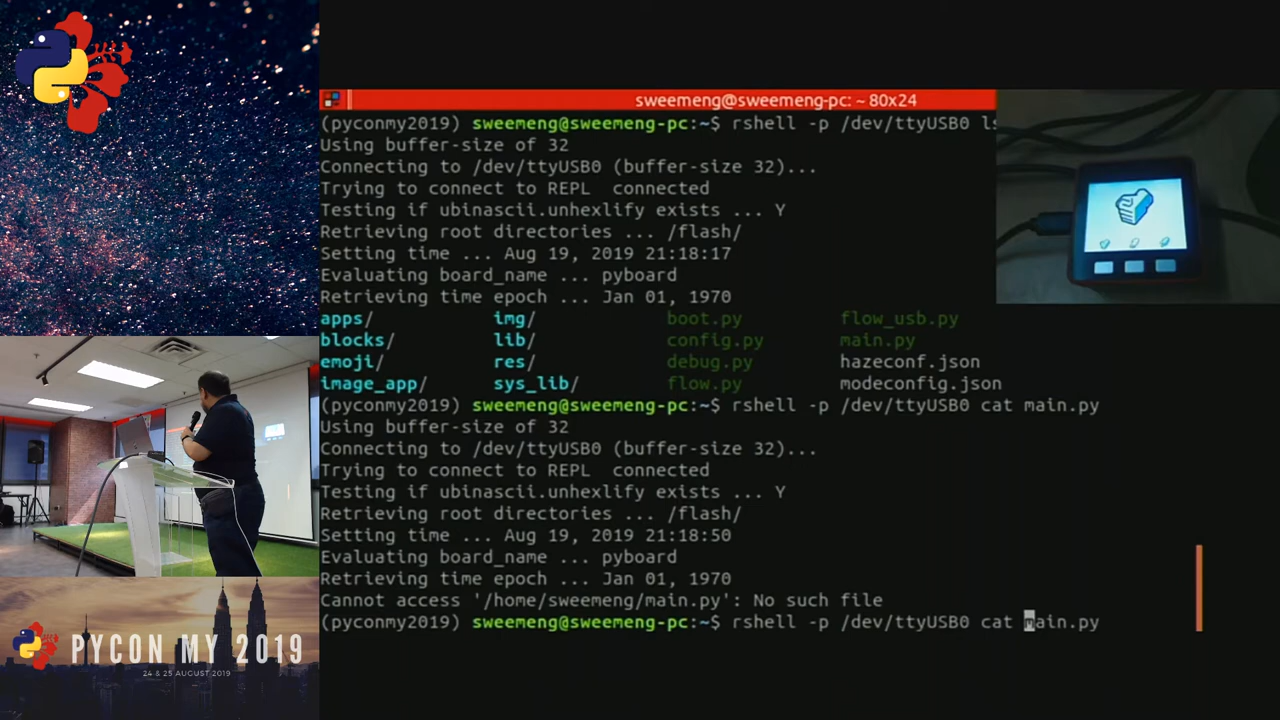 sweemeng@sweemeng-pc: ~ 80x24
(pyconmy2019) sweemeng@sweemeng-pc:~$ rshell -p /dev/ttyUSB0 ls
Using buffer-size of 32
Connecting to /dev/ttyUSB0 (buffer-size 32)...
Trying to connect to REPL  connected
Testing if ubinascii.unhexlify exists ... Y
Retrieving root directories ... /flash/
Setting time ... Aug 19, 2019 21:18:17
Evaluating board_name ... pyboard
Retrieving time epoch ... Jan 01, 1970
apps/ img/ boot.py flow_usb.py
blocks/ lib/ config.py main.py
emoji/ res/ debug.py hazeconf.json
image_app/ sys_lib/ flow.py modeconfig.json
(pyconmy2019) sweemeng@sweemeng-pc:~$ rshell -p /dev/ttyUSB0 cat main.py
Using buffer-size of 32
Connecting to /dev/ttyUSB0 (buffer-size 32)...
Trying to connect to REPL  connected
Testing if ubinascii.unhexlify exists ... Y
Retrieving root directories ... /flash/
Setting time ... Aug 19, 2019 21:18:50
Evaluating board_name ... pyboard
Retrieving time epoch ... Jan 01, 1970
Cannot access '/home/sweemeng/main.py': No such file
(pyconmy2019) sweemeng@sweemeng-pc:~$ rshell -p /dev/ttyUSB0 cat main.py
PYCON MY 2019
24 & 25 AUGUST 2019